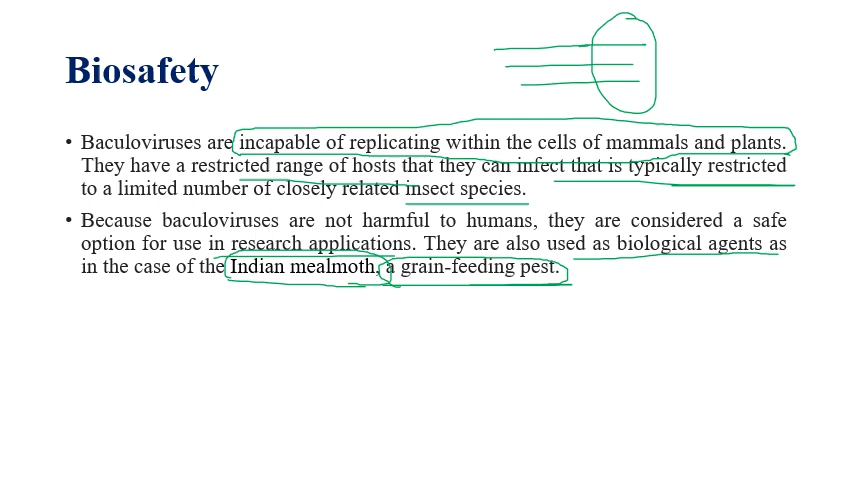 Biosafety
• Baculoviruses are incapable of replicating within the cells of mammals and plants.
They have a restricted range of hosts that they can infect that is typically restricted
to a limited number of closely related insect species.
• Because baculoviruses are not harmful to humans, they are considered a safe
option for use in research applications. They are also used as biological agents as
in the case of the Indian mealmoth, a grain-feeding pest.